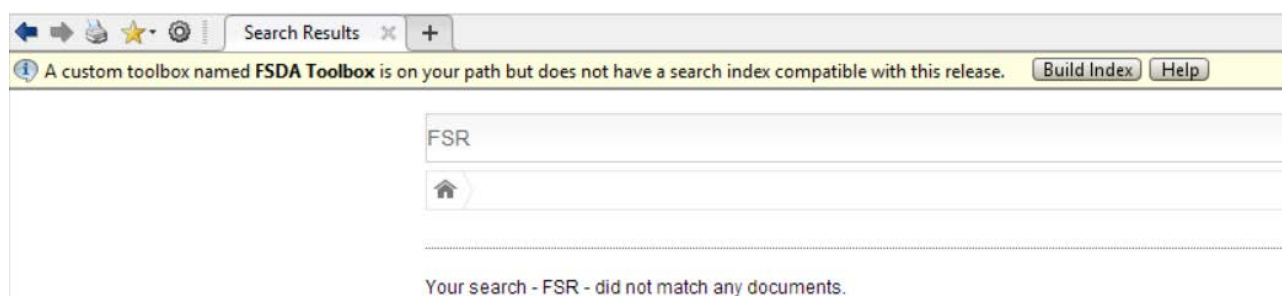 Search Results
A custom toolbox named FSDA Toolbox is on your path but does not have a search index compatible with this release. Build Index Help
FSR
Your search - FSR - did not match any documents.